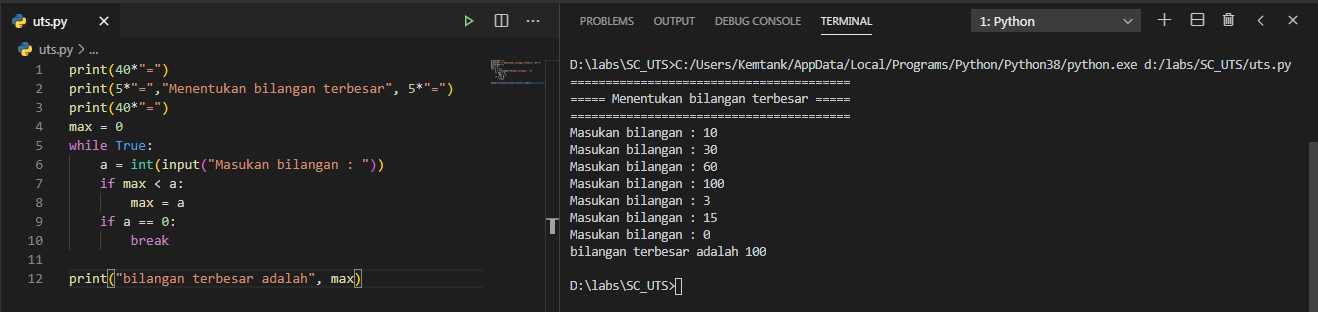 uts.py
uts.py > ...
1 print(40*"=")
2 print(5*"=","Menentukan bilangan terbesar", 5*"=")
3 print(40*"=")
4 max = 0
5 while True:
6     a = int(input("Masukan bilangan : "))
7     if max < a:
8         max = a
9     if a == 0:
10         break
11
12 print("bilangan terbesar adalah", max)
PROBLEMS OUTPUT DEBUG CONSOLE TERMINAL 1: Python
D:\labs\SC_UTS>C:/Users/Kemtank/AppData/Local/Programs/Python/Python38/python.exe d:/labs/SC_UTS/uts.py
========================================
===== Menentukan bilangan terbesar =====
========================================
Masukan bilangan : 10
Masukan bilangan : 30
Masukan bilangan : 60
Masukan bilangan : 100
Masukan bilangan : 3
Masukan bilangan : 15
Masukan bilangan : 0
bilangan terbesar adalah 100
D:\labs\SC_UTS>